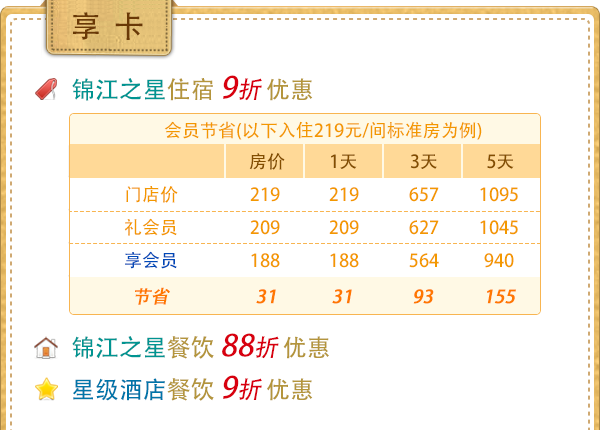 享卡
锦江之星住宿 9折 优惠
会员节省(以下入住219元/间标准房为例)
房价 1天 3天 5天
门店价 219 219 657 1095
礼会员 209 209 627 1045
享会员 188 188 564 940
节省 31 31 93 155
锦江之星餐饮 88折 优惠
星级酒店餐饮 9折 优惠